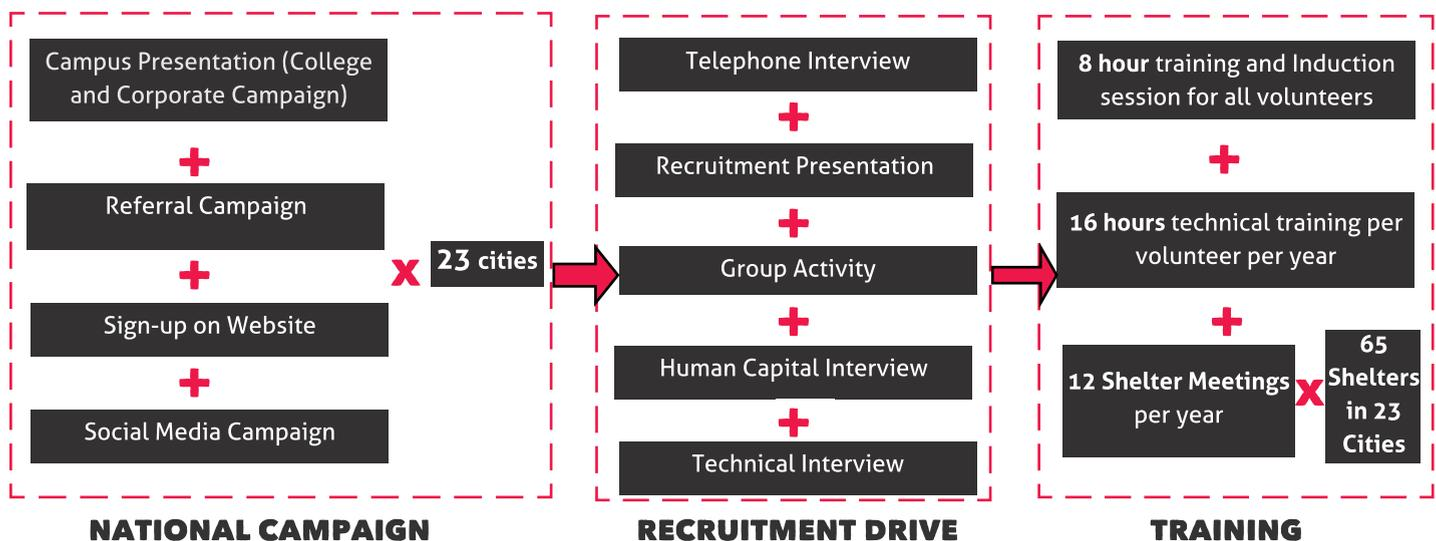 Campus Presentation (College
and Corporate Campaign)
+
Referral Campaign
+
Sign-up on Website
+
Social Media Campaign
x
23 cities
NATIONAL CAMPAIGN
Telephone Interview
+
Recruitment Presentation
+
Group Activity
+
Human Capital Interview
+
Technical Interview
RECRUITMENT DRIVE
8 hour training and Induction
session for all volunteers
+
16 hours technical training per
volunteer per year
+
12 Shelter Meetings
per year
x
65
Shelters
in 23
Cities
TRAINING